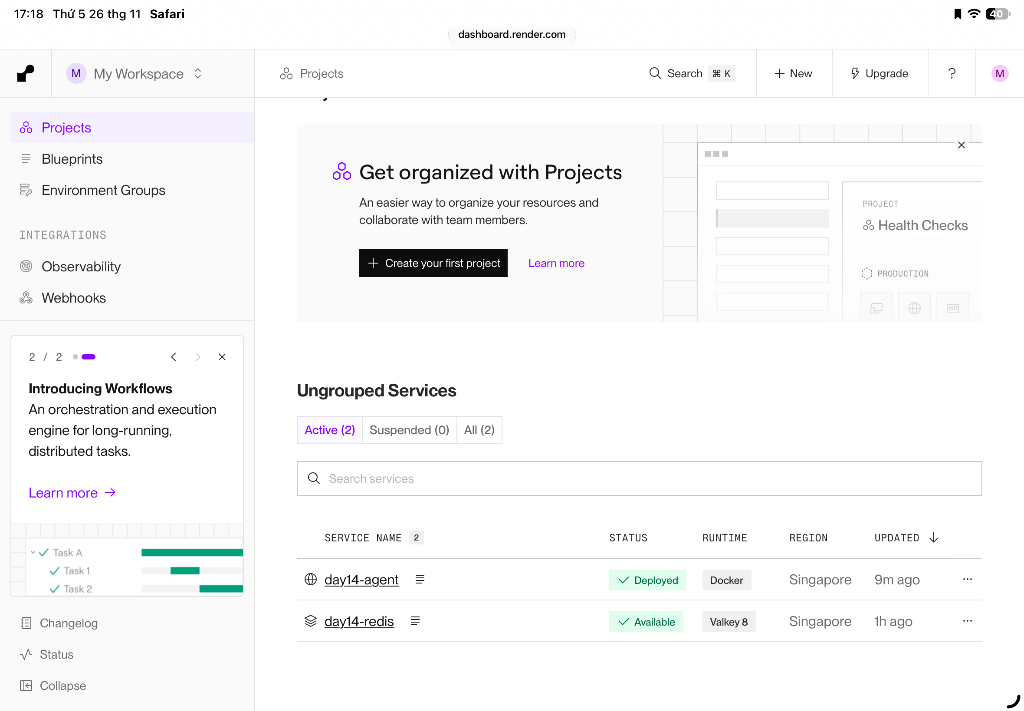 17:18 Thứ 5 26 thg 11 Safari
40
dashboard.render.com
M My Workspace
Projects
Search ⌘ K
+ New
Upgrade
?
M
Projects
Blueprints
Environment Groups
INTEGRATIONS
Observability
Webhooks
2 / 2
Introducing Workflows
An orchestration and execution
engine for long-running,
distributed tasks.
Learn more →
Task A
Task 1
Task 2
Changelog
Status
Collapse
Get organized with Projects
An easier way to organize your resources and
collaborate with team members.
+ Create your first project
Learn more
PROJECT
Health Checks
PRODUCTION
Ungrouped Services
Active (2) Suspended (0) All (2)
Search services
SERVICE NAME 2 STATUS RUNTIME REGION UPDATED ↓
day14-agent ✓ Deployed Docker Singapore 9m ago ...
day14-redis ✓ Available Valkey 8 Singapore 1h ago ...